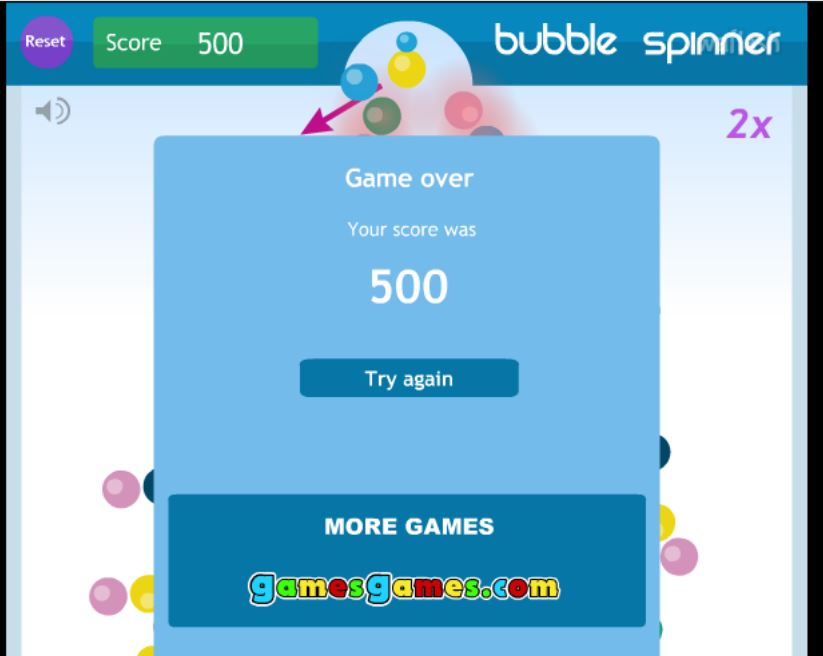 Reset
Score 500
bubble spinner
2x
Game over
Your score was
500
Try again
MORE GAMES
gamesgames.com